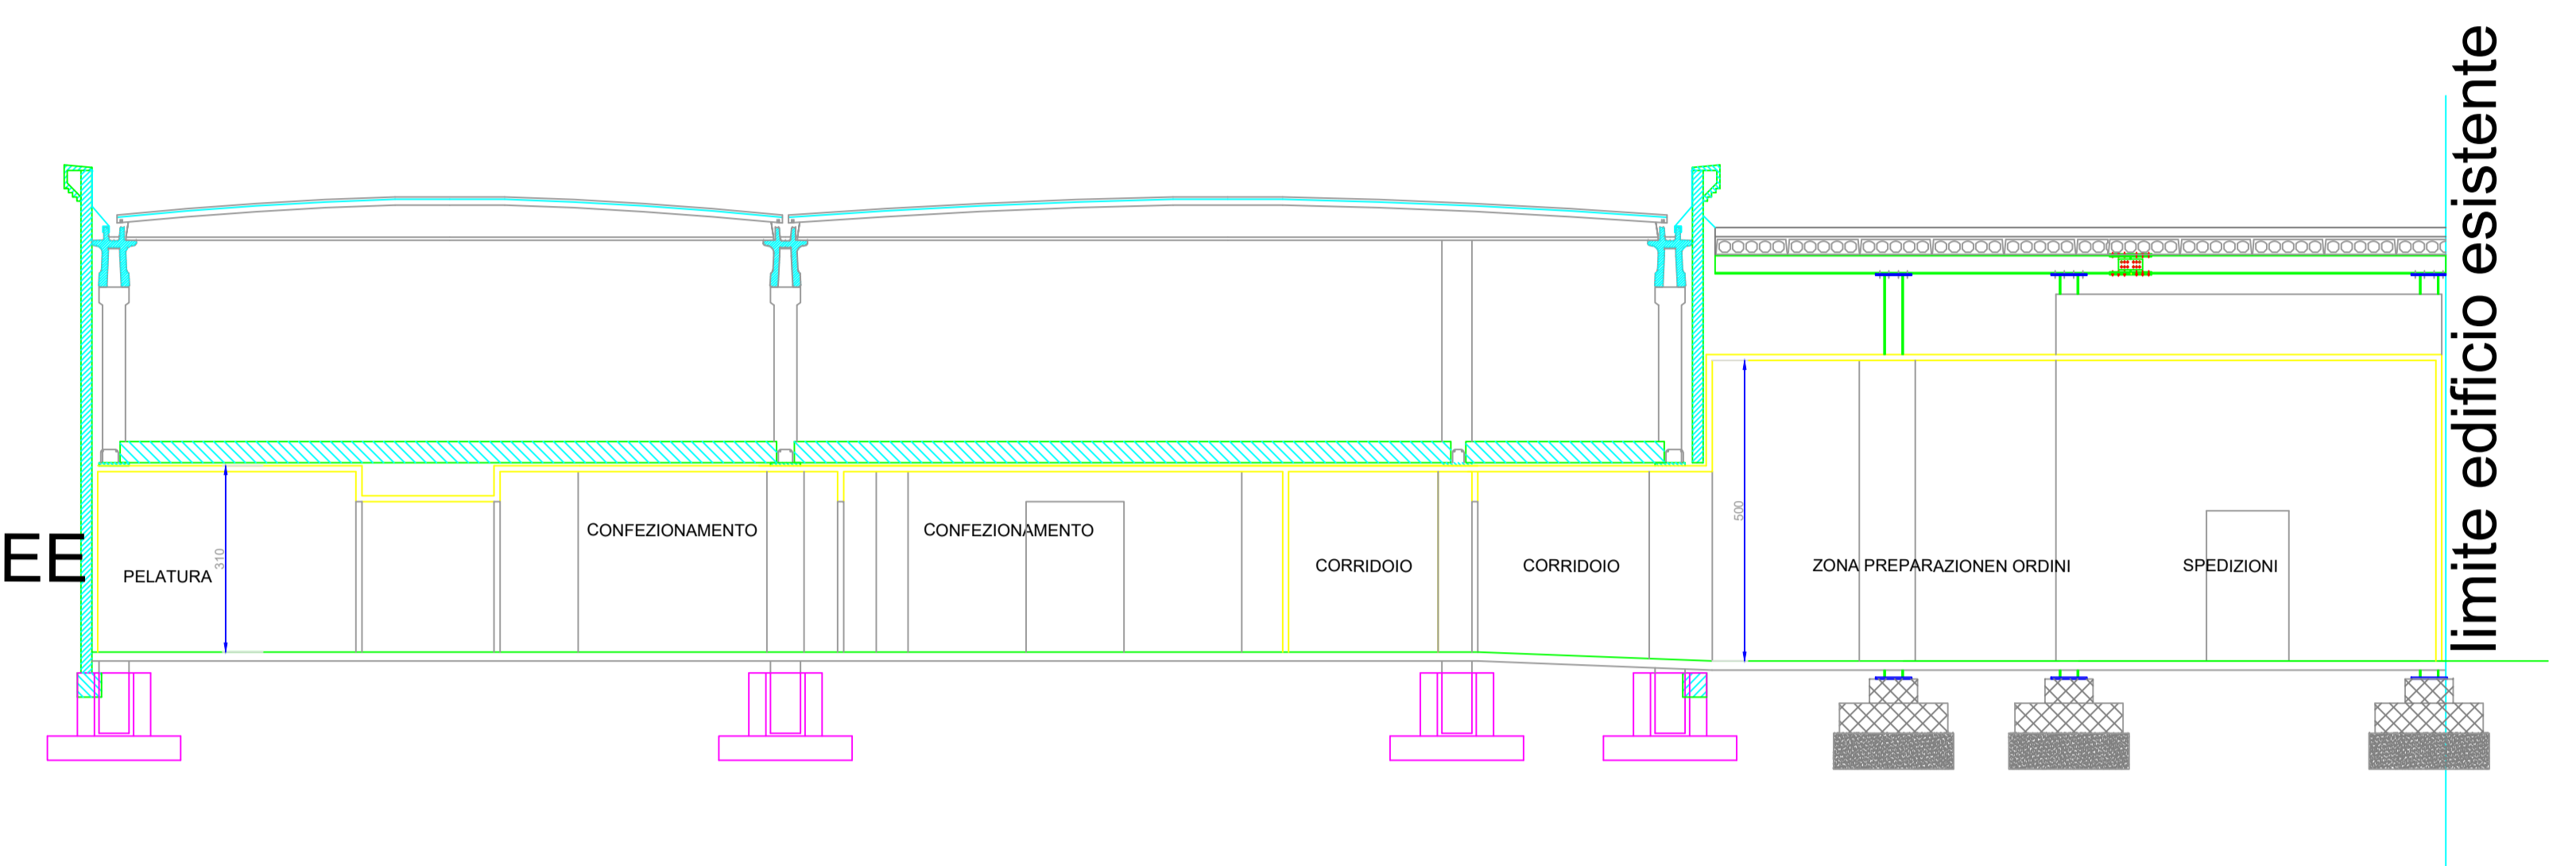 limite edificio esistente
CONFEZIONAMENTO
CONFEZIONAMENTO
500
EE
PELATURA
310
CORRIDOIO
CORRIDOIO
ZONA PREPARAZIONEN ORDINI
SPEDIZIONI